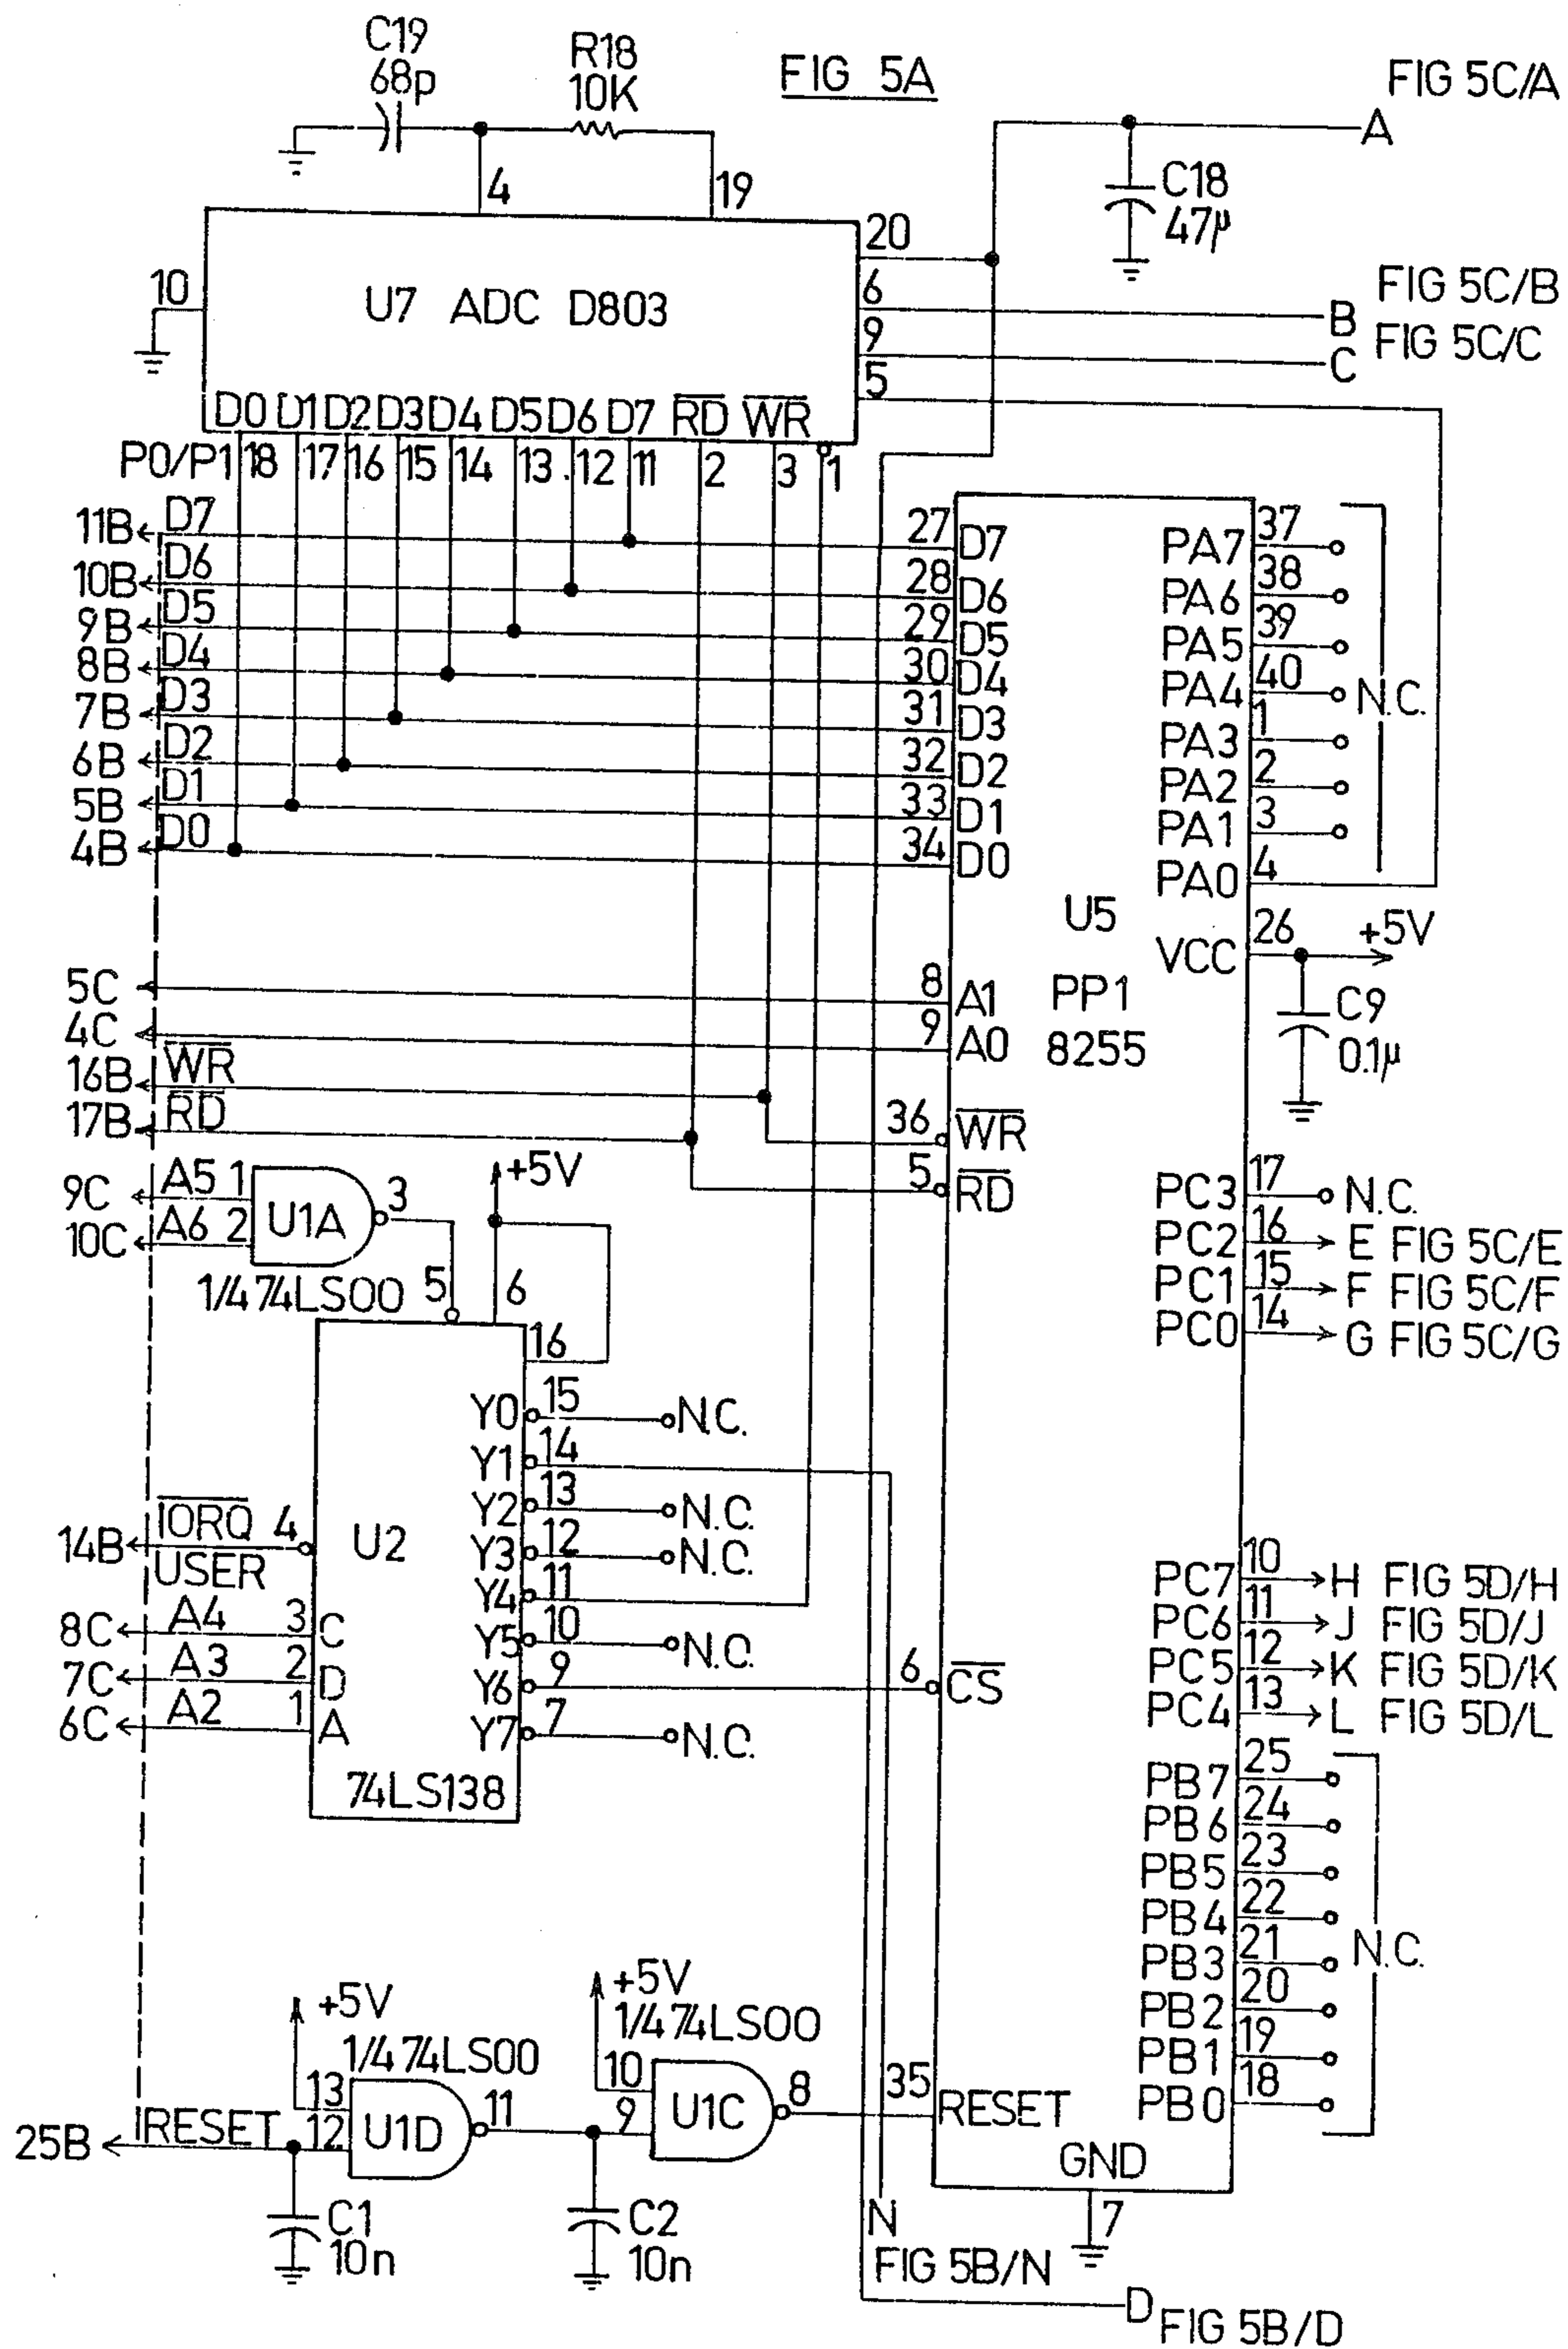 FIG 5A
C19
68p
R18
10K
FIG 5C/A
A
C18
47µ
4
19
10
U7 ADC D803
20
6
9
5
B
FIG 5C/B
C
FIG 5C/C
D0 D1 D2 D3 D4 D5 D6 D7 RD WR
P0/P1 18 17 16 15 14 13 12 11 2 3 1
11B D7 27 D7
10B D6 28 D6
9B D5 29 D5
8B D4 30 D4
7B D3 31 D3
6B D2 32 D2
5B D1 33 D1
4B D0 34 D0
PA7 37
PA6 38
PA5 39
PA4 40
N.C.
PA3 1
PA2 2
PA1 3
PA0 4
U5
PP1
8255
VCC 26 +5V
C9
0.1µ
5C 8 A1
4C 9 A0
16B WR
17B RD
36 WR
5 RD
9C A5 1
10C A6 2
U1A
3
1/4 74LS00
+5V
5
6
16
PC3 17 N.C.
PC2 16 E FIG 5C/E
PC1 15 F FIG 5C/F
PC0 14 G FIG 5C/G
Y0 15 N.C.
Y1 14
Y2 13 N.C.
Y3 12 N.C.
Y4 11
Y5 10 N.C.
Y6 9
Y7 7 N.C.
14B IORQ 4
USER
U2
8C A4 3 C
7C A3 2 D
6C A2 1 A
74LS138
6 CS
PC7 10 H FIG 5D/H
PC6 11 J FIG 5D/J
PC5 12 K FIG 5D/K
PC4 13 L FIG 5D/L
PB7 25
PB6 24
PB5 23
PB4 22
PB3 21
N.C.
PB2 20
PB1 19
PB0 18
+5V
1/4 74LS00
13
12
U1D
11
25B RESET
C1
10n
+5V
1/4 74LS00
10
9
U1C
8
C2
10n
35 RESET
GND
7
N
FIG 5B/N
D
FIG 5B/D